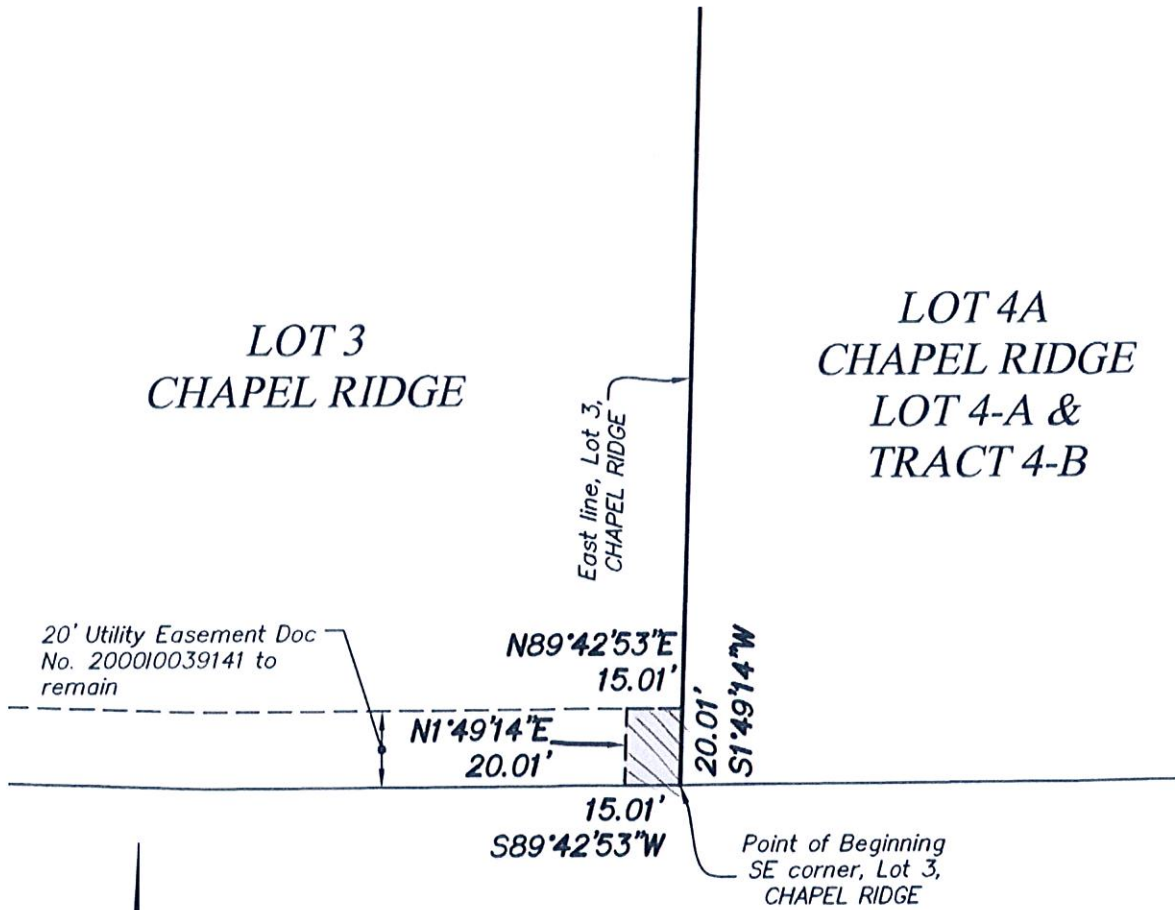 LOT 3
CHAPEL RIDGE
LOT 4A
CHAPEL RIDGE
LOT 4-A &
TRACT 4-B
East line, Lot 3,
CHAPEL RIDGE
20' Utility Easement Doc
No. 200010039141 to
remain
N89°42'53"E
15.01'
N1°49'14"E
20.01'
20.01'
S1°49'14"W
15.01'
S89°42'53"W
Point of Beginning
SE corner, Lot 3,
CHAPEL RIDGE